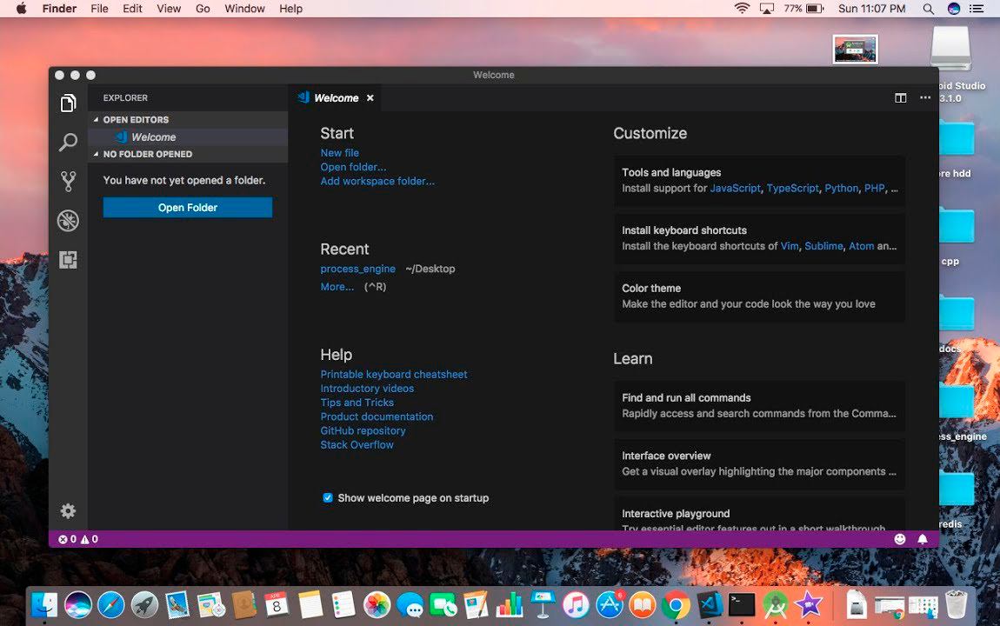 Finder File Edit View Go Window Help 77% Sun 11:07 PM
Welcome
EXPLORER
OPEN EDITORS
Welcome
NO FOLDER OPENED
You have not yet opened a folder.
Open Folder
Welcome
Start
New file
Open folder...
Add workspace folder...
Recent
process_engine ~/Desktop
More... (^R)
Help
Printable keyboard cheatsheet
Introductory videos
Tips and Tricks
Product documentation
GitHub repository
Stack Overflow
Show welcome page on startup
Customize
Tools and languages
Install support for JavaScript, TypeScript, Python, PHP, ...
Install keyboard shortcuts
Install the keyboard shortcuts of Vim, Sublime, Atom an...
Color theme
Make the editor and your code look the way you love
Learn
Find and run all commands
Rapidly access and search commands from the Comma...
Interface overview
Get a visual overlay highlighting the major components ...
Interactive playground
Try essential editor features out in a short walkthrough
0 0
oid Studio
3.1.0
ore hdd
cpp
docs
ss_engine
redis
APR
8
6
>_